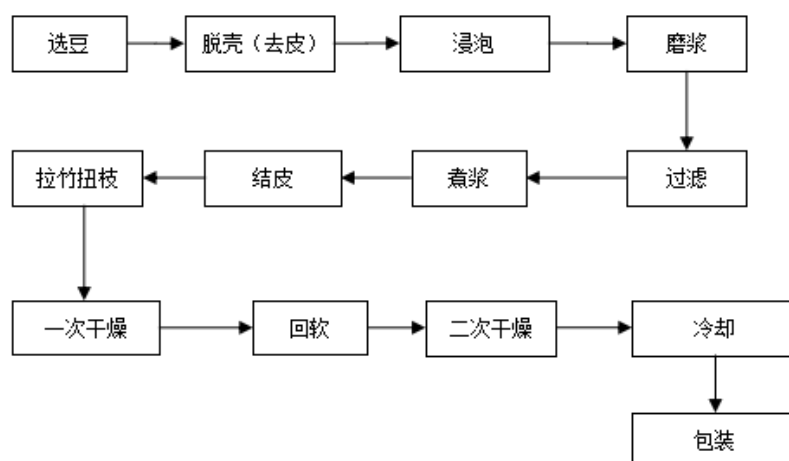 选豆
脱壳（去皮）
浸泡
磨浆
过滤
煮浆
结皮
拉竹扭枝
一次干燥
回软
二次干燥
冷却
包装